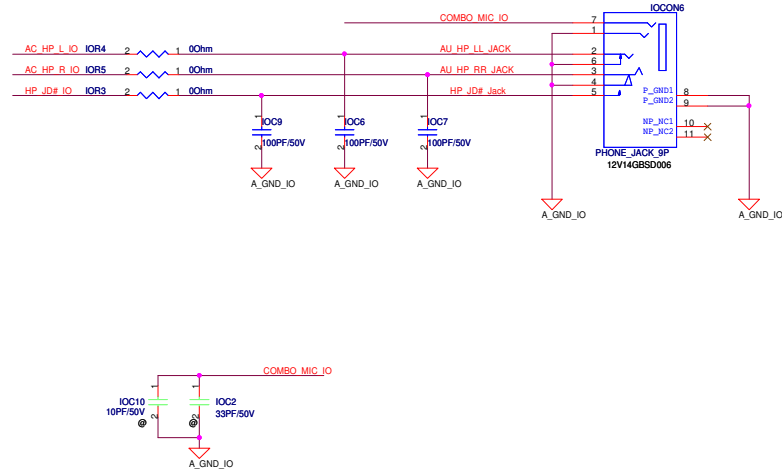 IOCON6
COMBO_MIC_IO 7
1
AC_HP_L_IO IOR4 2 1 0Ohm AU_HP_LL_JACK 2
6
AC_HP_R_IO IOR5 2 1 0Ohm AU_HP_RR_JACK 3
4
HP_JD#_IO IOR3 2 1 0Ohm HP_JD#_Jack 5
P_GND1 8
P_GND2 9
NP_NC1 10
NP_NC2 11
PHONE_JACK_9P
12V14GBSD006
1 IOC9 2 100PF/50V
1 IOC6 2 100PF/50V
1 IOC7 2 100PF/50V
A_GND_IO A_GND_IO A_GND_IO
A_GND_IO A_GND_IO
COMBO_MIC_IO
1 1
IOC10 IOC2
10PF/50V 33PF/50V
2 2
@ @
A_GND_IO